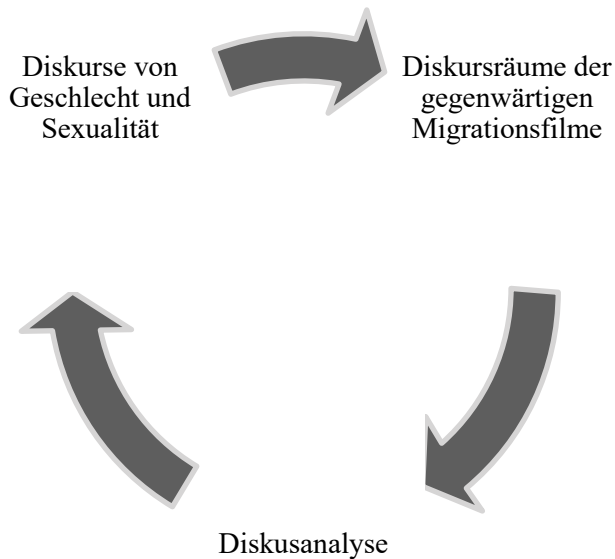 Diskurse von
Geschlecht und
Sexualität
Diskursräume der
gegenwärtigen
Migrationsfilme
Diskusanalyse